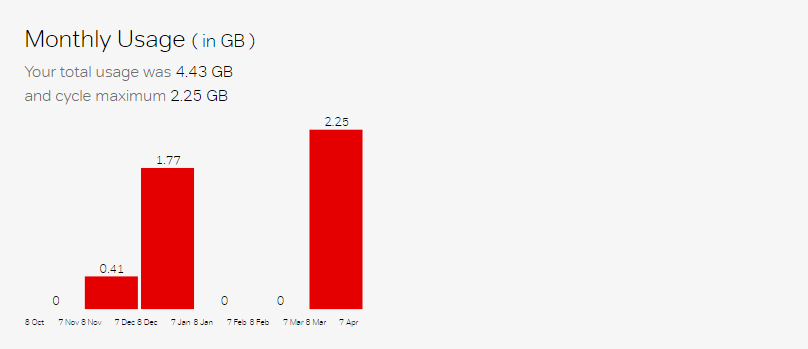 Monthly Usage ( in GB )
Your total usage was 4.43 GB
and cycle maximum 2.25 GB
2.25
1.77
0.41
0 0 0
8 Oct 7 Nov 8 Nov 7 Dec 8 Dec 7 Jan 8 Jan 7 Feb 8 Feb 7 Mar 8 Mar 7 Apr